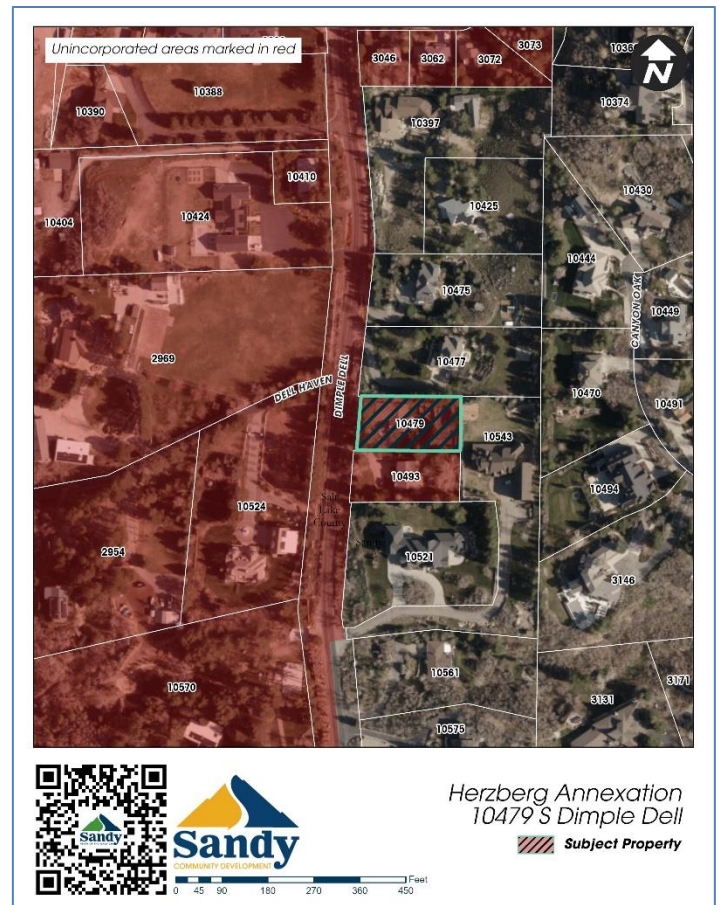 Unincorporated areas marked in red
N
3046
3062
3072
3073
10388
10390
10397
10374
10410
10404
10424
10425
10430
10444
10475
10449
2969
CANYON OAK
DELL HAVEN
DIMPLE DELL
10477
10470
10491
10479
10543
10493
10494
10524
Salt
Lake
County
10521
2954
3146
10561
10570
3131
3171
10575
Sandy
COMMUNITY DEVELOPMENT
Herzberg Annexation
10479 S Dimple Dell
Subject Property
Feet
0 45 90 180 270 360 450
Sandy